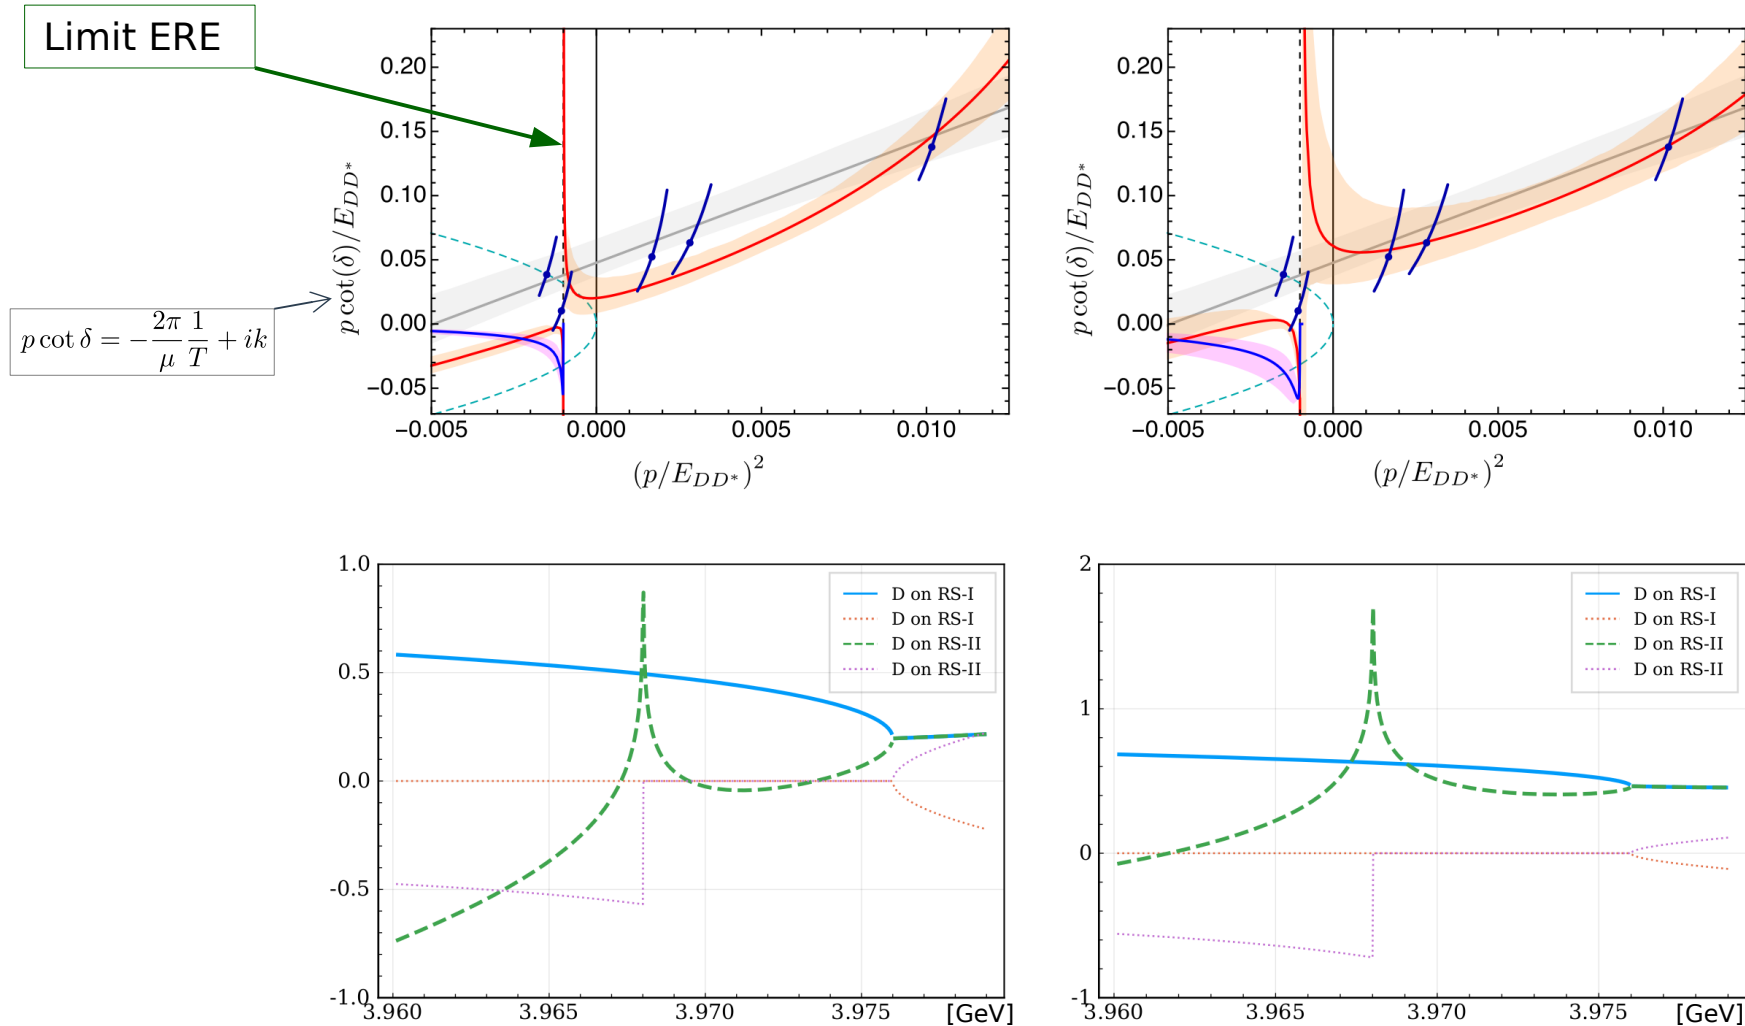 Limit ERE
p cot δ = −2π/μ 1/T + ik
p cot(δ)/E_{DD*}
0.20
0.15
0.10
0.05
0.00
−0.05
−0.005
0.000
0.005
0.010
(p/E_{DD*})^2
p cot(δ)/E_{DD*}
0.20
0.15
0.10
0.05
0.00
−0.05
−0.005
0.000
0.005
0.010
(p/E_{DD*})^2
1.0
0.5
0.0
-0.5
-1.0
D on RS-I
D on RS-I
D on RS-II
D on RS-II
3.960
3.965
3.970
3.975
[GeV]
2
1
0
-1
D on RS-I
D on RS-I
D on RS-II
D on RS-II
3.960
3.965
3.970
3.975
[GeV]